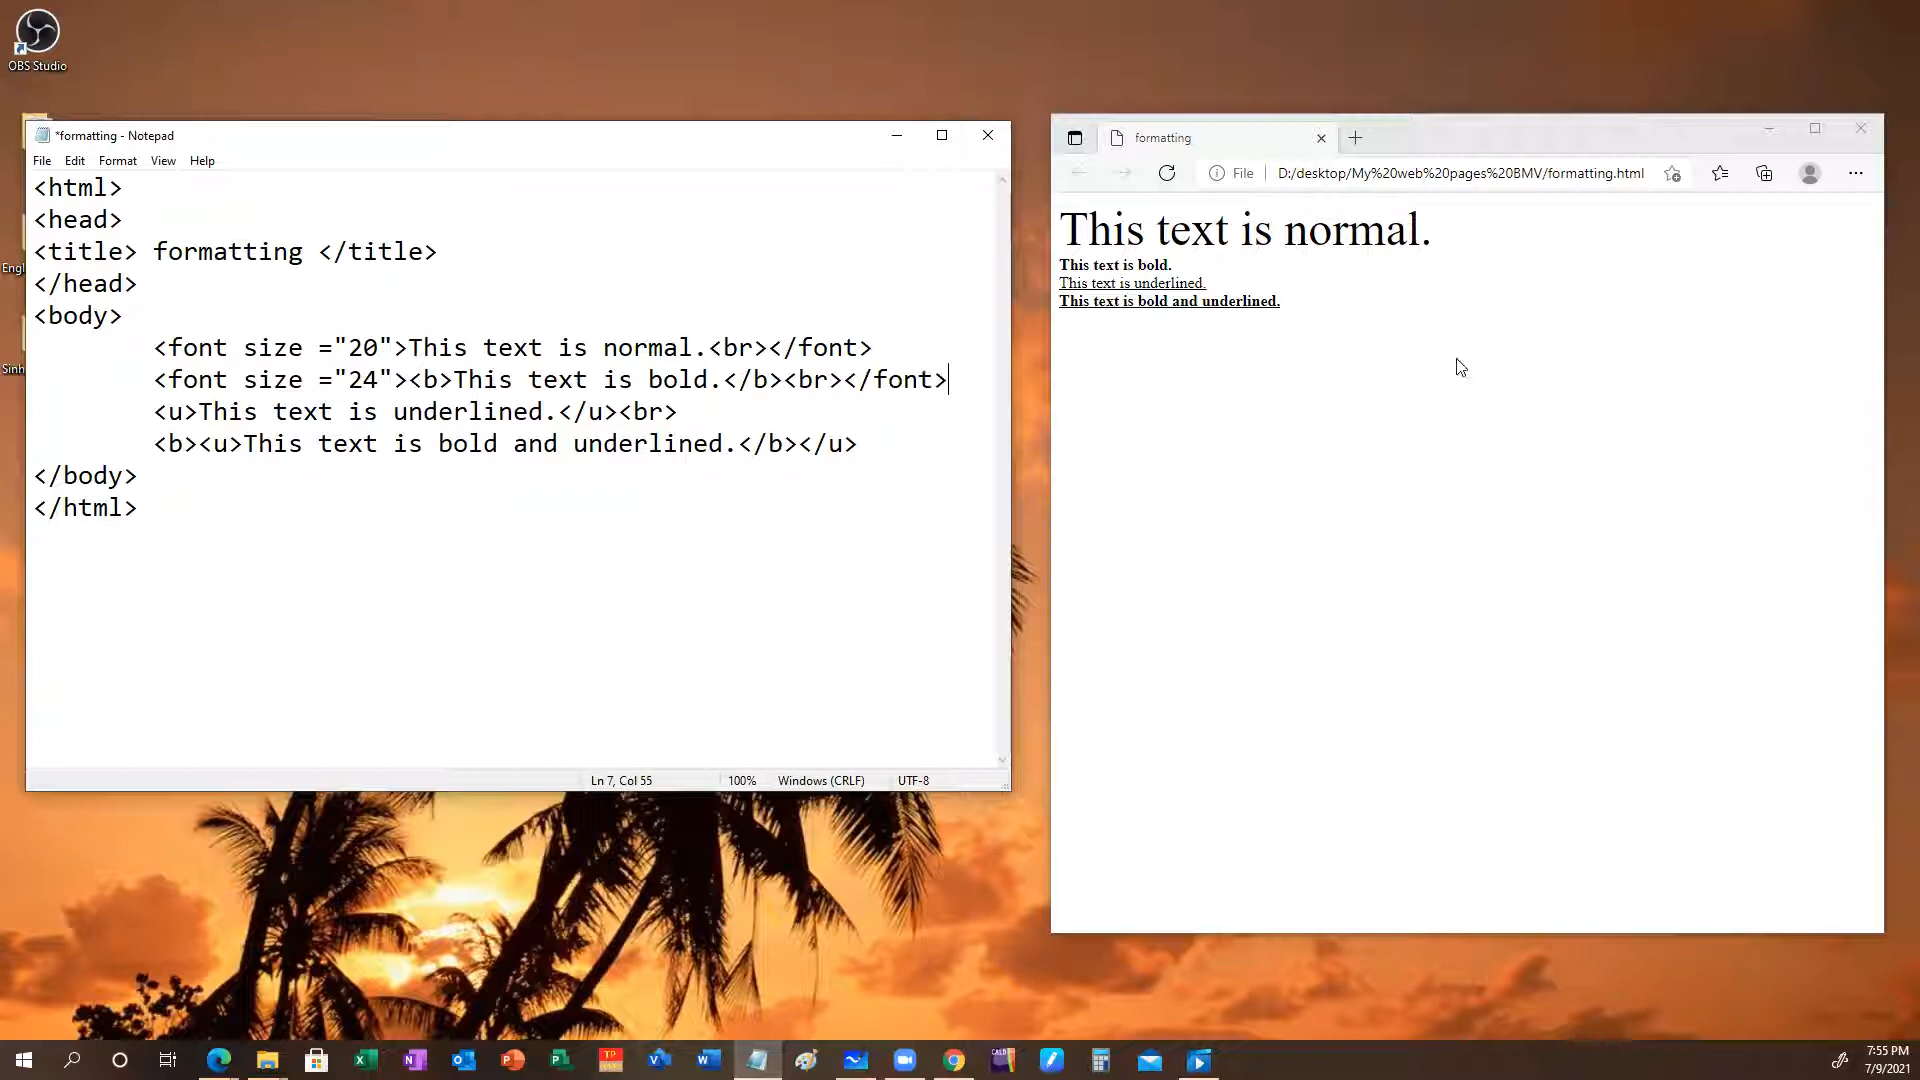 OBS Studio
Engl
Sinh
*formatting - Notepad
File Edit Format View Help
<html>
<head>
<title> formatting </title>
</head>
<body>
<font size ="20">This text is normal.<br></font>
<font size ="24"><b>This text is bold.</b><br></font>
<u>This text is underlined.</u><br>
<b><u>This text is bold and underlined.</b></u>
</body>
</html>
Ln 7, Col 55 100% Windows (CRLF) UTF-8
formatting
File D:/desktop/My%20web%20pages%20BMV/formatting.html
This text is normal.
This text is bold.
This text is underlined.
This text is bold and underlined.
CALD
7:55 PM
7/9/2021